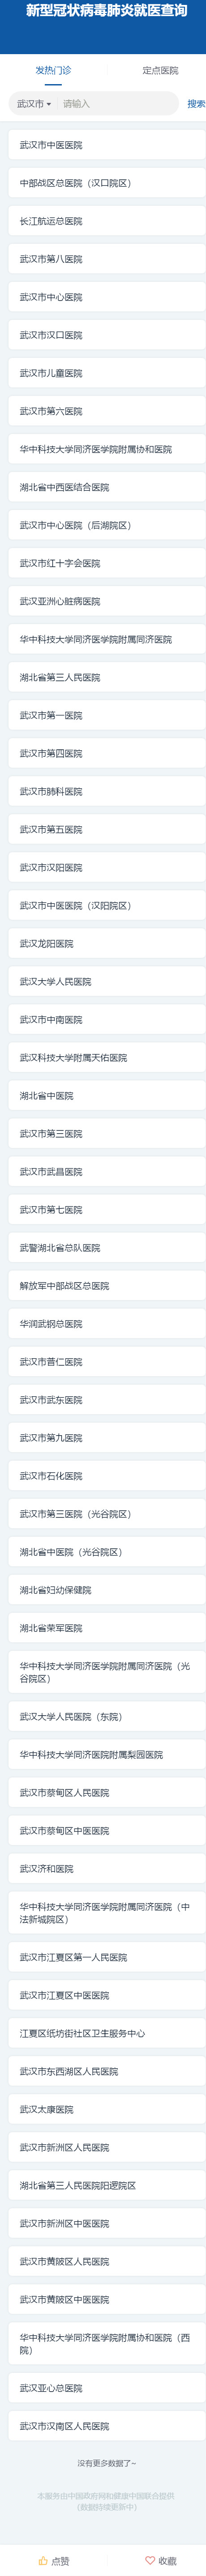 新型冠状病毒肺炎就医查询
发热门诊 定点医院
武汉市 请输入 搜索
武汉市中医医院
中部战区总医院（汉口院区）
长江航运总医院
武汉市第八医院
武汉市中心医院
武汉市汉口医院
武汉市儿童医院
武汉市第六医院
华中科技大学同济医学院附属协和医院
湖北省中西医结合医院
武汉市中心医院（后湖院区）
武汉市红十字会医院
武汉亚洲心脏病医院
华中科技大学同济医学院附属同济医院
湖北省第三人民医院
武汉市第一医院
武汉市第四医院
武汉市肺科医院
武汉市第五医院
武汉市汉阳医院
武汉市中医医院（汉阳院区）
武汉龙阳医院
武汉大学人民医院
武汉市中南医院
武汉科技大学附属天佑医院
湖北省中医院
武汉市第三医院
武汉市武昌医院
武汉市第七医院
武警湖北省总队医院
解放军中部战区总医院
华润武钢总医院
武汉市普仁医院
武汉市武东医院
武汉市第九医院
武汉市石化医院
武汉市第三医院（光谷院区）
湖北省中医院（光谷院区）
湖北省妇幼保健院
湖北省荣军医院
华中科技大学同济医学院附属同济医院（光
谷院区）
武汉大学人民医院（东院）
华中科技大学同济医院附属梨园医院
武汉市蔡甸区人民医院
武汉市蔡甸区中医医院
武汉济和医院
华中科技大学同济医学院附属同济医院（中
法新城院区）
武汉市江夏区第一人民医院
武汉市江夏区中医医院
江夏区纸坊街社区卫生服务中心
武汉市东西湖区人民医院
武汉太康医院
武汉市新洲区人民医院
湖北省第三人民医院阳逻院区
武汉市新洲区中医医院
武汉市黄陂区人民医院
武汉市黄陂区中医医院
华中科技大学同济医学院附属协和医院（西
院）
武汉亚心总医院
武汉市汉南区人民医院
没有更多数据了~
本服务由中国政府网和健康中国联合提供
（数据持续更新中）
点赞 收藏